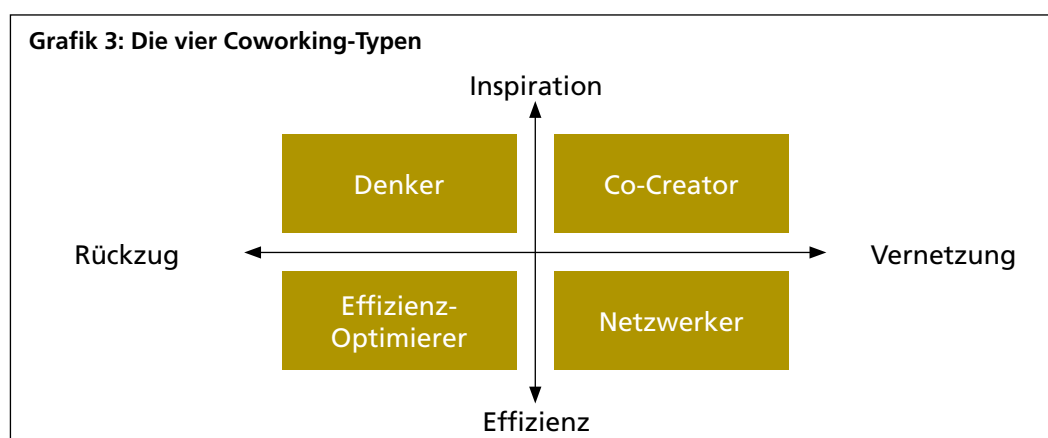 Grafik 3: Die vier Coworking-Typen
Inspiration
Denker
Co-Creator
Rückzug
Vernetzung
Effizienz-
Optimierer
Netzwerker
Effizienz